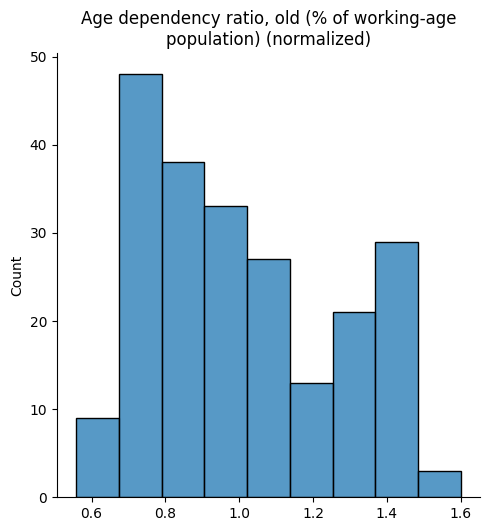 Age dependency ratio, old (% of working-age
population) (normalized)
50
40
30
20
10
0
Count
0.6 0.8 1.0 1.2 1.4 1.6